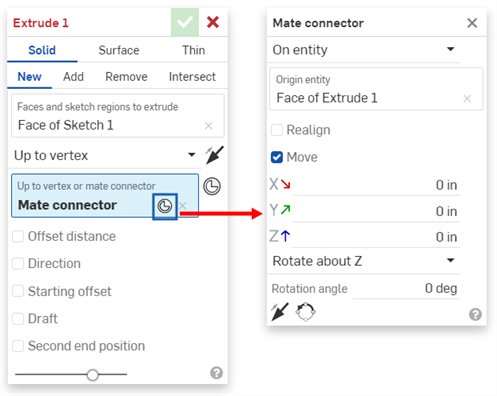 Extrude 1
Solid Surface Thin
New Add Remove Intersect
Faces and sketch regions to extrude
Face of Sketch 1
Up to vertex
Up to vertex or mate connector
Mate connector
Offset distance
Direction
Starting offset
Draft
Second end position
Mate connector
On entity
Origin entity
Face of Extrude 1
Realign
Move
X 0 in
Y 0 in
Z 0 in
Rotate about Z
Rotation angle 0 deg